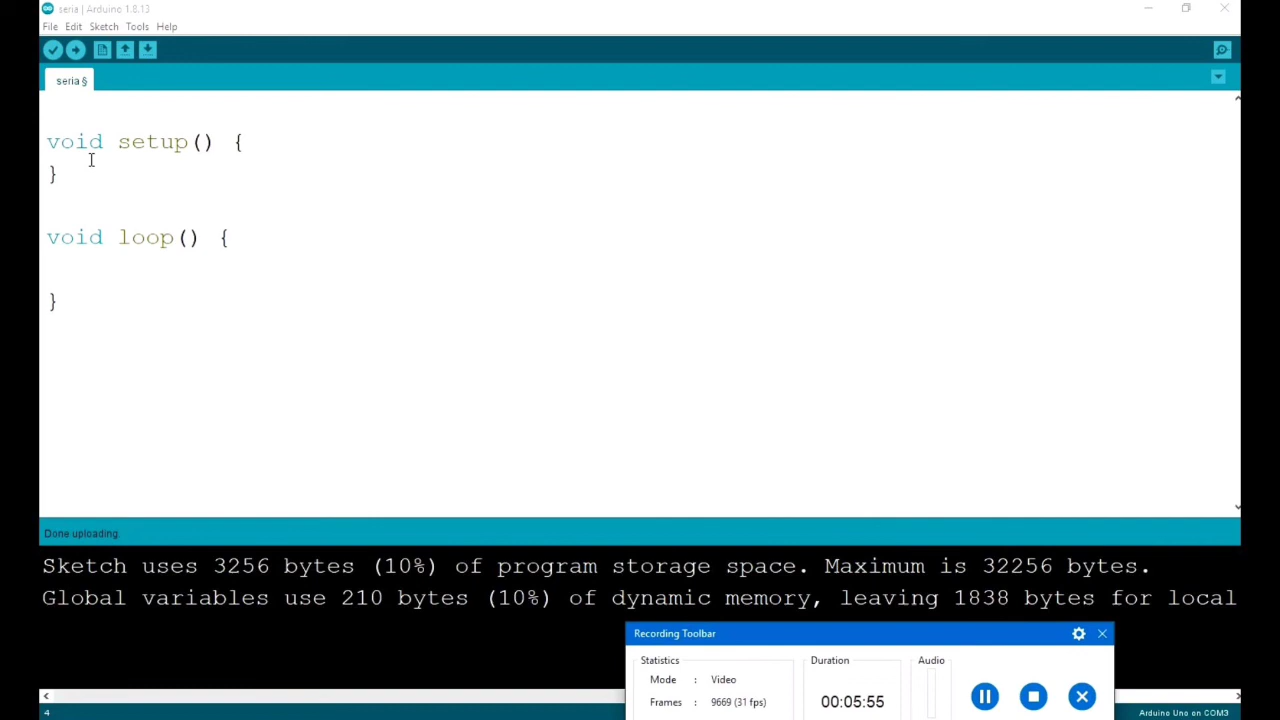 seria | Arduino 1.8.13
File Edit Sketch Tools Help
seria §
void setup() {
}
void loop() {
}
Done uploading.
Sketch uses 3256 bytes (10%) of program storage space. Maximum is 32256 bytes.
Global variables use 210 bytes (10%) of dynamic memory, leaving 1838 bytes for local
Recording Toolbar
Statistics Duration Audio
Mode : Video
Frames : 9669 (31 fps) 00:05:55
4 Arduino Uno on COM3